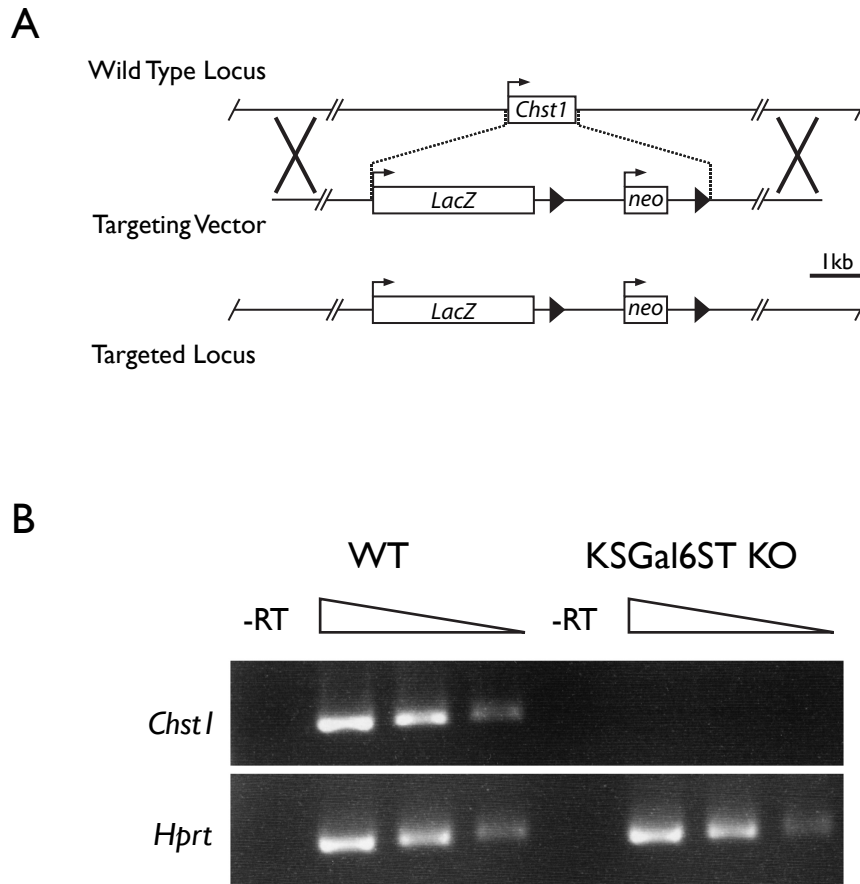 A
Wild Type Locus
Chst1
LacZ
neo
Targeting Vector
1kb
LacZ
neo
Targeted Locus
B
WT
KSGal6ST KO
-RT
-RT
Chst1
Hprt